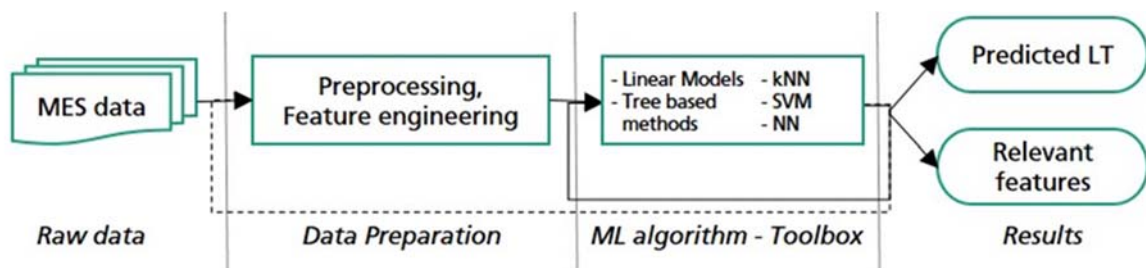 MES data
Preprocessing,
Feature engineering
- Linear Models - kNN
- Tree based - SVM
methods - NN
Predicted LT
Relevant
features
Raw data
Data Preparation
ML algorithm - Toolbox
Results